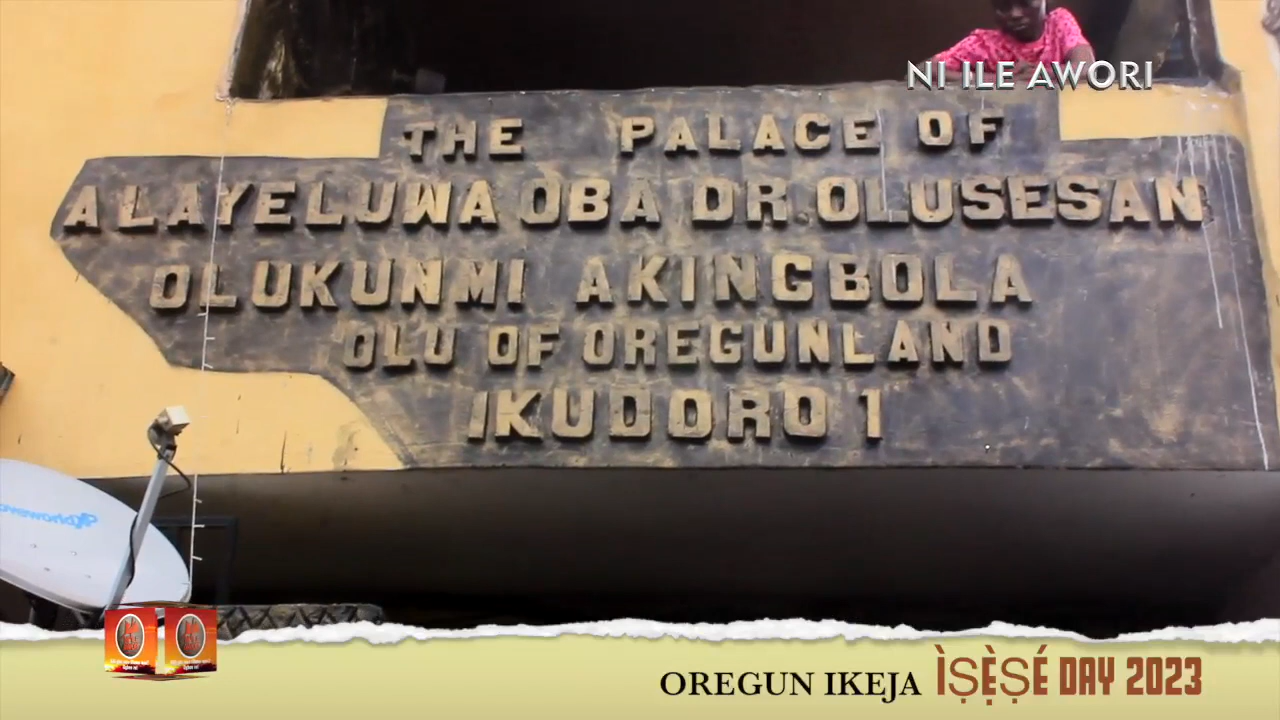 NI ILE AWORI
THE PALACE OF
ALAYELUWA OBA DR. OLUSESAN
OLUKUNMI AKINGBOLA
OLU OF OREGUNLAND
IKUDORO 1
OREGUN IKEJA ÌṢẸ̀ṢÉ DAY 2023